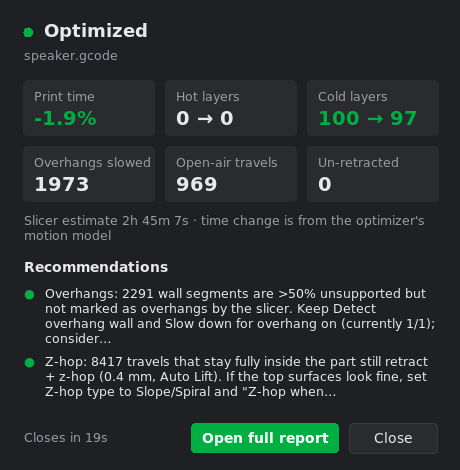 Optimized
speaker.gcode
Print time
Hot layers
Cold layers
-1.9%
0 → 0
100 → 97
Overhangs slowed
Open-air travels
Un-retracted
1973
969
0
Slicer estimate 2h 45m 7s · time change is from the optimizer's
motion model
Recommendations
Overhangs: 2291 wall segments are >50% unsupported but
not marked as overhangs by the slicer. Keep Detect
overhang wall and Slow down for overhang on (currently 1/1);
consider...
Z-hop: 8417 travels that stay fully inside the part still retract
+ z-hop (0.4 mm, Auto Lift). If the top surfaces look fine, set
Z-hop type to Slope/Spiral and "Z-hop when...
Closes in 19s
Open full report
Close